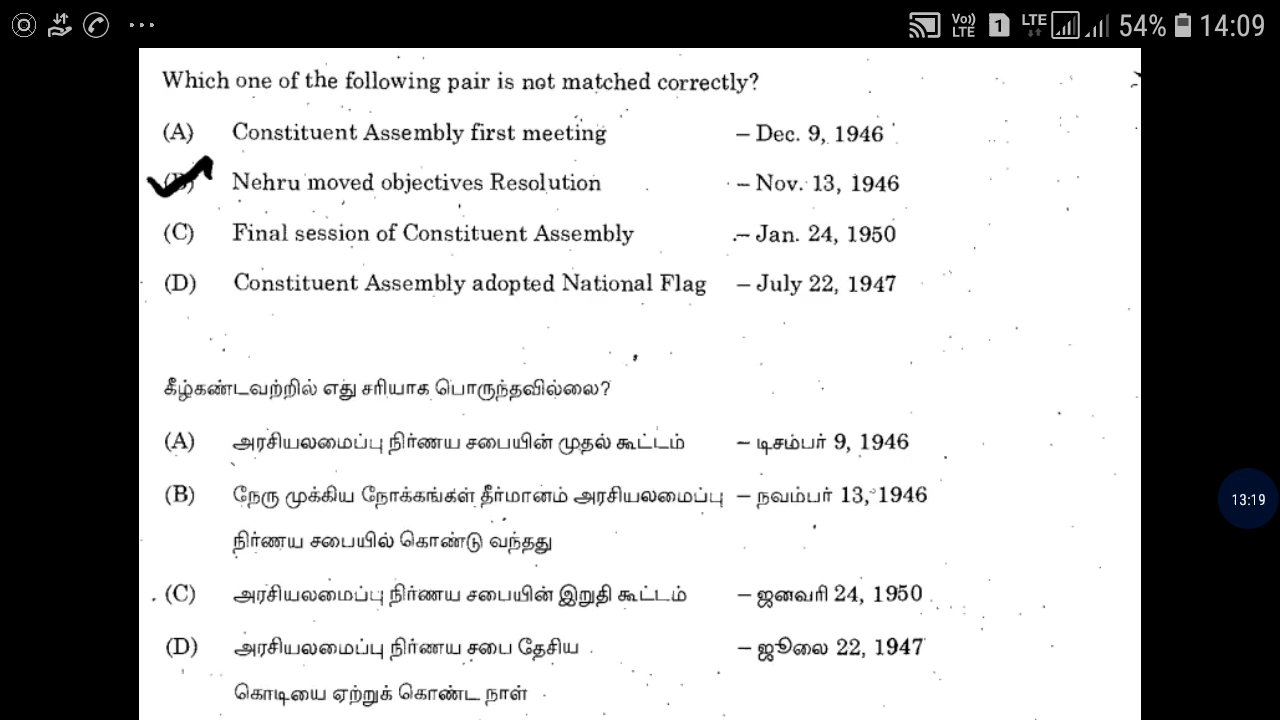 Vo)) LTE 1 LTE 54% 14:09
Which one of the following pair is not matched correctly?
(A) Constituent Assembly first meeting – Dec. 9, 1946
(B) Nehru moved objectives Resolution – Nov. 13, 1946
(C) Final session of Constituent Assembly – Jan. 24, 1950
(D) Constituent Assembly adopted National Flag – July 22, 1947
கீழ்கண்டவற்றில் எது சரியாக பொருந்தவில்லை?
(A) அரசியலமைப்பு நிர்ணய சபையின் முதல் கூட்டம் – டிசம்பர் 9, 1946
(B) நேரு முக்கிய நோக்கங்கள் தீர்மானம் அரசியலமைப்பு – நவம்பர் 13, 1946
நிர்ணய சபையில் கொண்டு வந்தது
13:19
(C) அரசியலமைப்பு நிர்ணய சபையின் இறுதி கூட்டம் – ஜனவரி 24, 1950
(D) அரசியலமைப்பு நிர்ணய சபை தேசிய – ஜூலை 22, 1947
கொடியை ஏற்றுக் கொண்ட நாள்